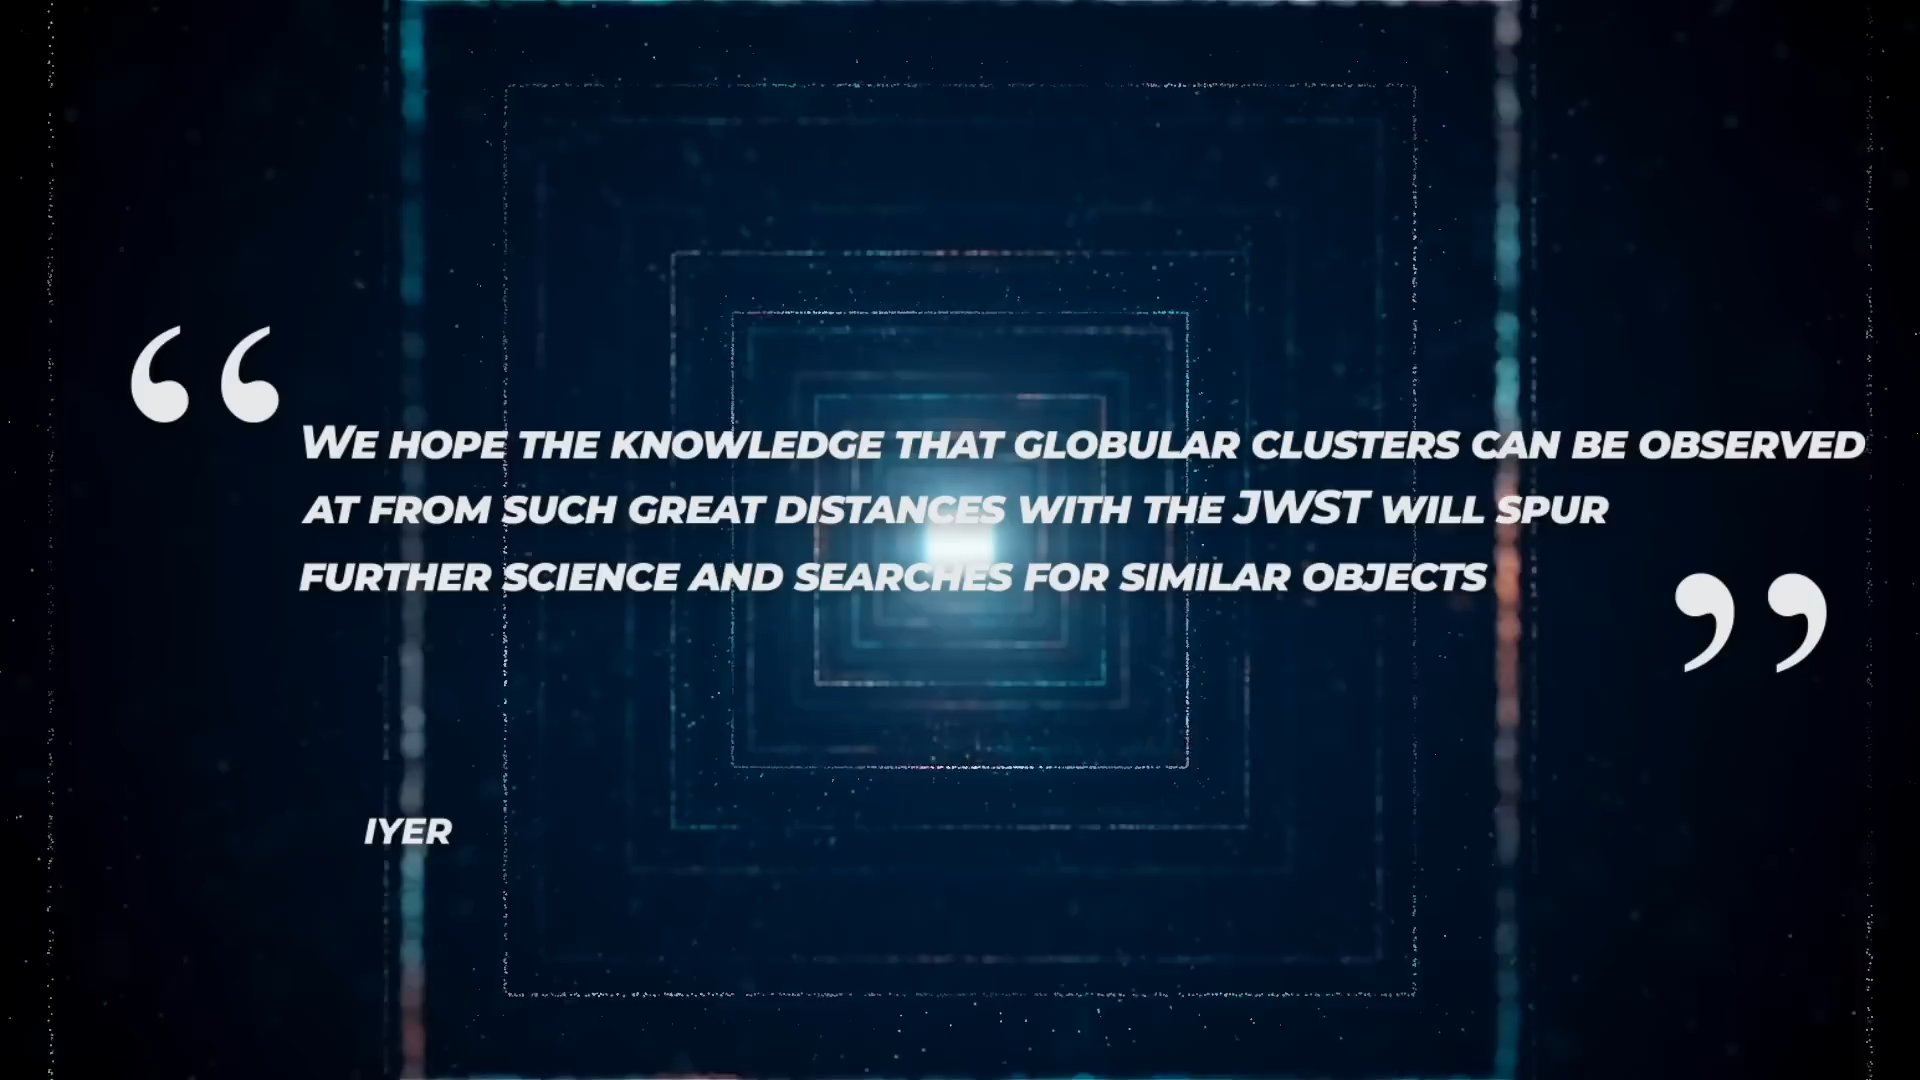 “
We hope the knowledge that globular clusters can be observed
at from such great distances with the JWST will spur
further science and searches for similar objects
”
Iyer